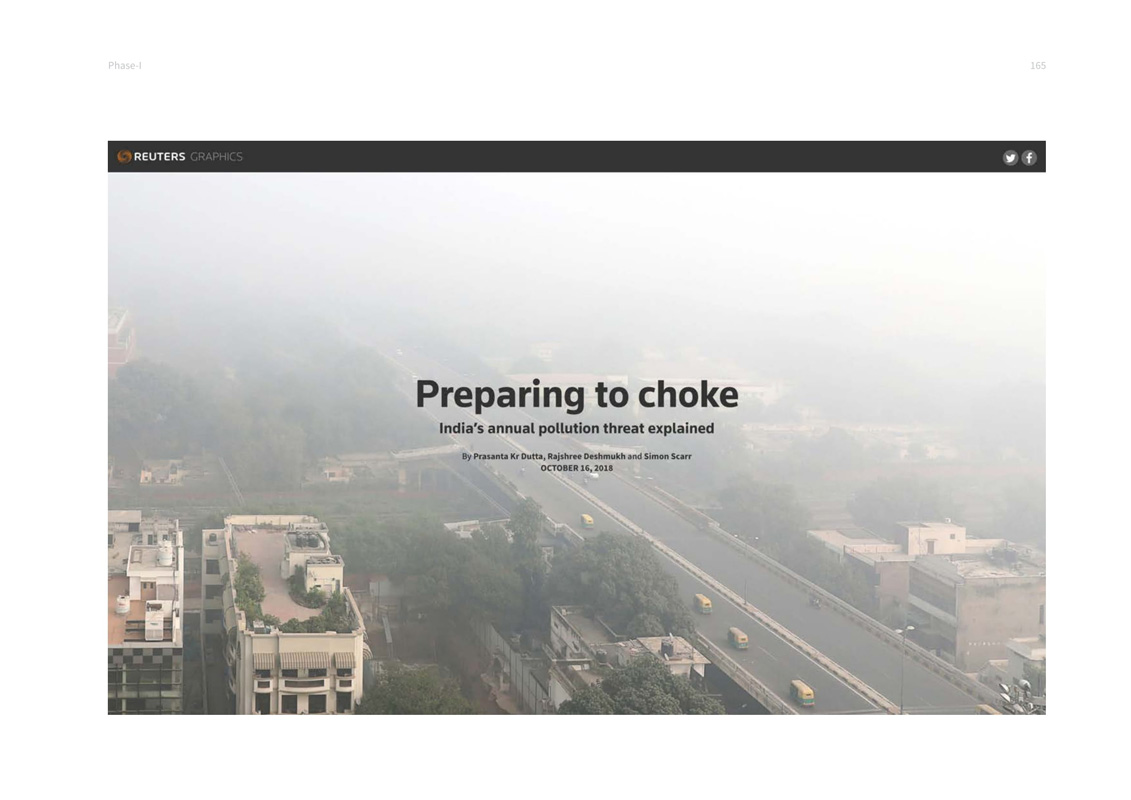 Phase-I
165
REUTERS GRAPHICS
Preparing to choke
India's annual pollution threat explained
By Prasanta Kr Dutta, Rajshree Deshmukh and Simon Scarr
OCTOBER 16, 2018